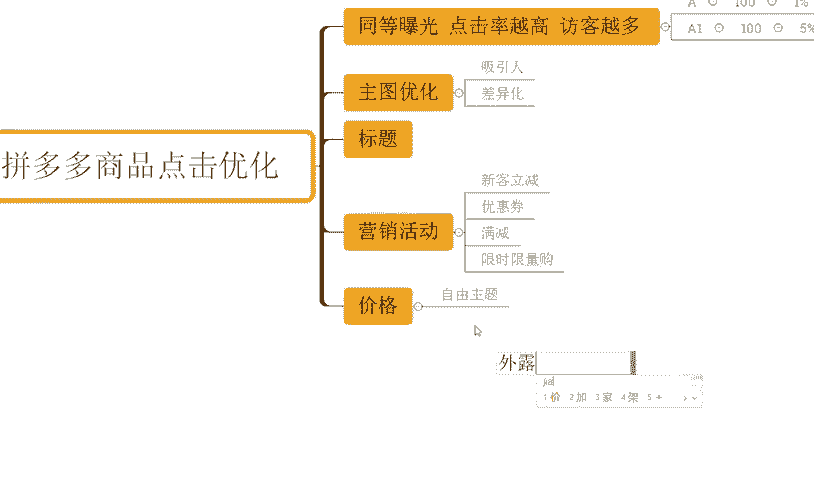 A 100 1%
同等曝光 点击率越高 访客越多
A1 100 5%
吸引人
主图优化
差异化
标题
拼多多商品点击优化
新客立减
优惠券
营销活动
满减
限时限量购
价格
自由主题
外露
jia
1价 2加 3家 4架 5+